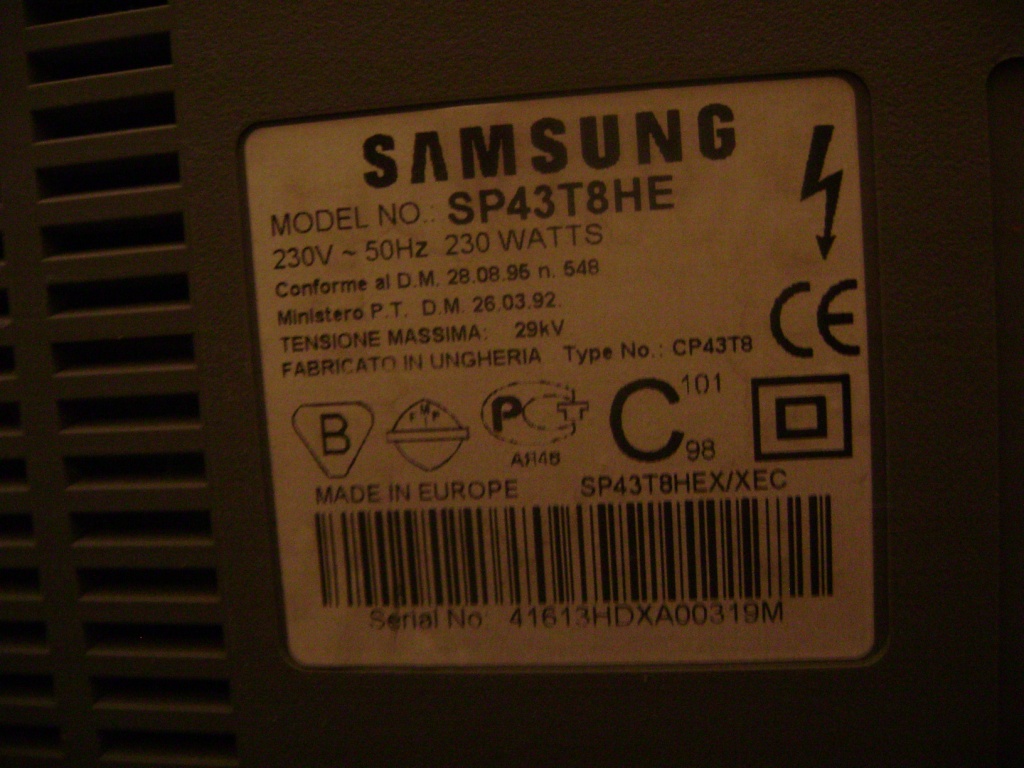 SAMSUNG
MODEL NO.: SP43T8HE
230V ~ 50Hz 230 WATTS
Conforme al D.M. 28.08.95 n. 548
Ministero P.T. D.M. 26.03.92.
TENSIONE MASSIMA: 29kV
FABRICATO IN UNGHERIA Type No.: CP43T8
CE
B
F M P
PCT
АЯ46
C 101 98
MADE IN EUROPE SP43T8HEX/XEC
Serial No: 41613HDXA00319M